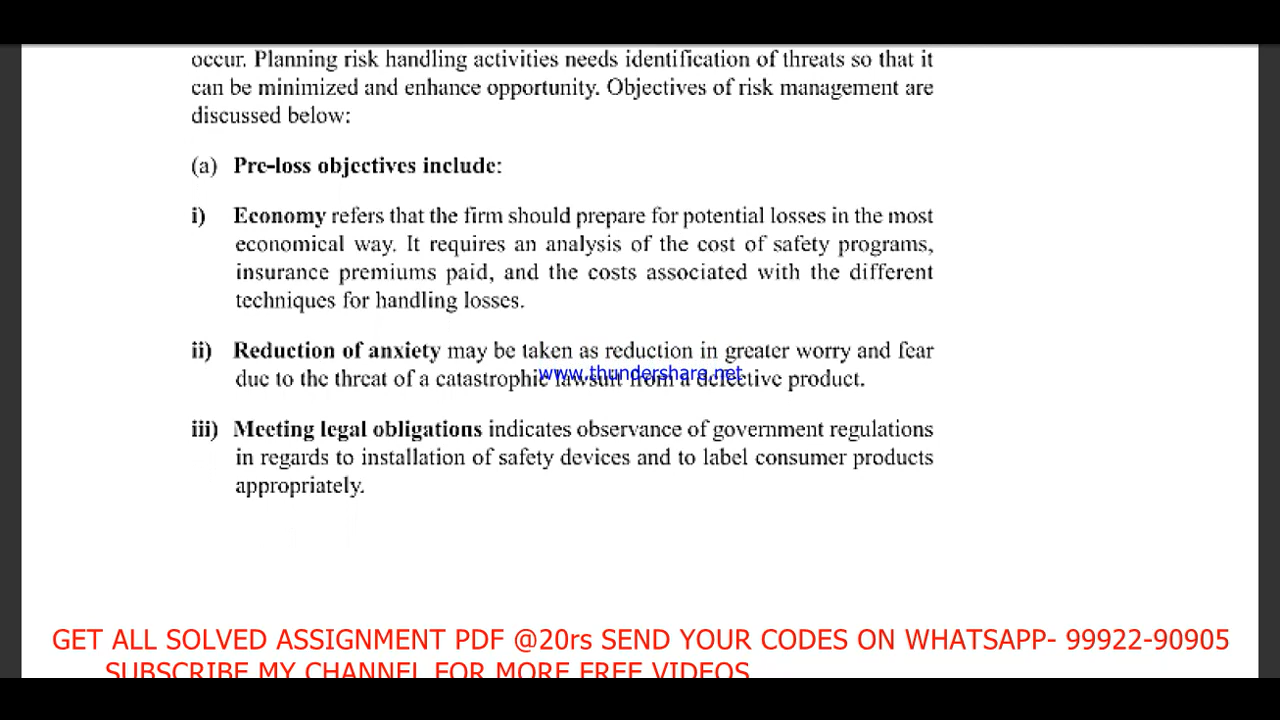 occur. Planning risk handling activities needs identification of threats so that it
can be minimized and enhance opportunity. Objectives of risk management are
discussed below:
(a) Pre-loss objectives include:
i) Economy refers that the firm should prepare for potential losses in the most
economical way. It requires an analysis of the cost of safety programs,
insurance premiums paid, and the costs associated with the different
techniques for handling losses.
ii) Reduction of anxiety may be taken as reduction in greater worry and fear
due to the threat of a catastrophic lawsuit from a defective product.
www.thundershare.net
iii) Meeting legal obligations indicates observance of government regulations
in regards to installation of safety devices and to label consumer products
appropriately.
GET ALL SOLVED ASSIGNMENT PDF @20rs SEND YOUR CODES ON WHATSAPP- 99922-90905
SUBSCRIBE MY CHANNEL FOR MORE FREE VIDEOS